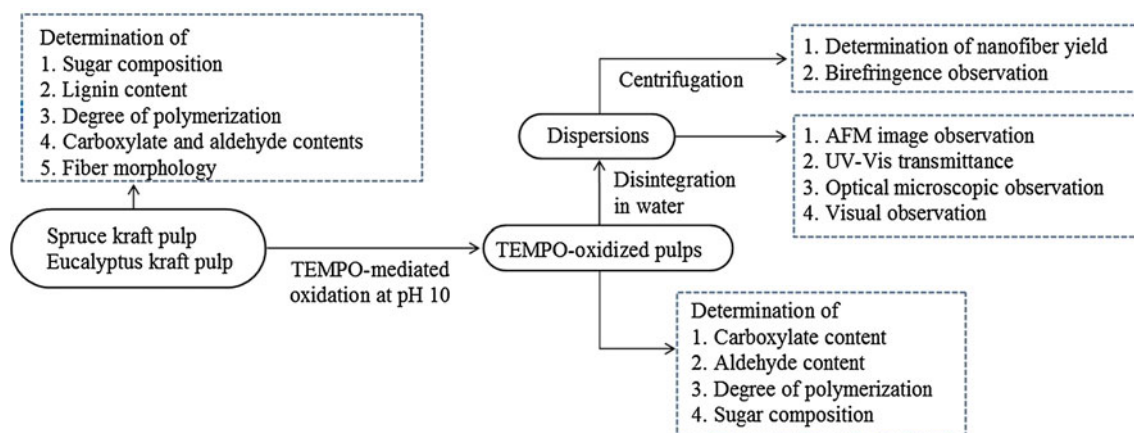 Determination of
1. Sugar composition
2. Lignin content
3. Degree of polymerization
4. Carboxylate and aldehyde contents
5. Fiber morphology
Spruce kraft pulp
Eucalyptus kraft pulp
TEMPO-mediated
oxidation at pH 10
TEMPO-oxidized pulps
Disintegration
in water
Dispersions
Centrifugation
1. Determination of nanofiber yield
2. Birefringence observation
1. AFM image observation
2. UV-Vis transmittance
3. Optical microscopic observation
4. Visual observation
Determination of
1. Carboxylate content
2. Aldehyde content
3. Degree of polymerization
4. Sugar composition